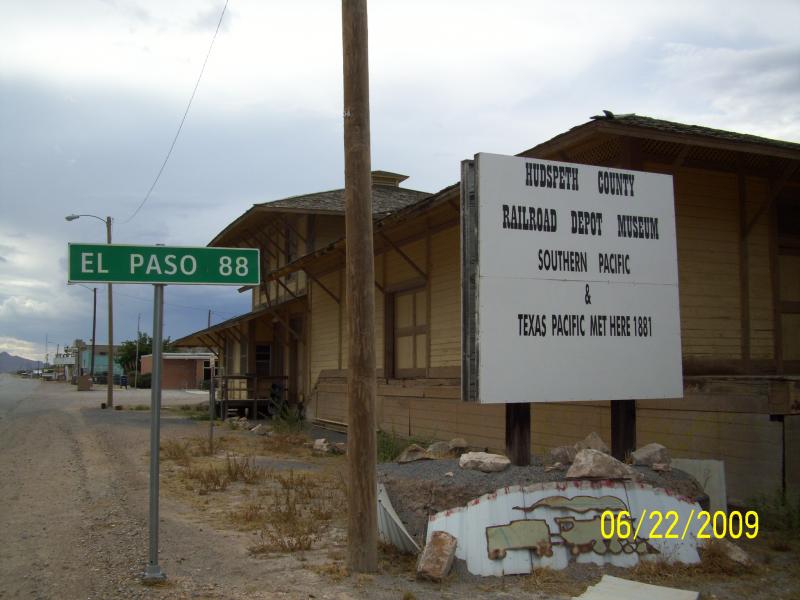 EL PASO 88
HUDSPETH COUNTY
RAILROAD DEPOT MUSEUM
SOUTHERN PACIFIC
&
TEXAS PACIFIC MET HERE 1881
06/22/2009